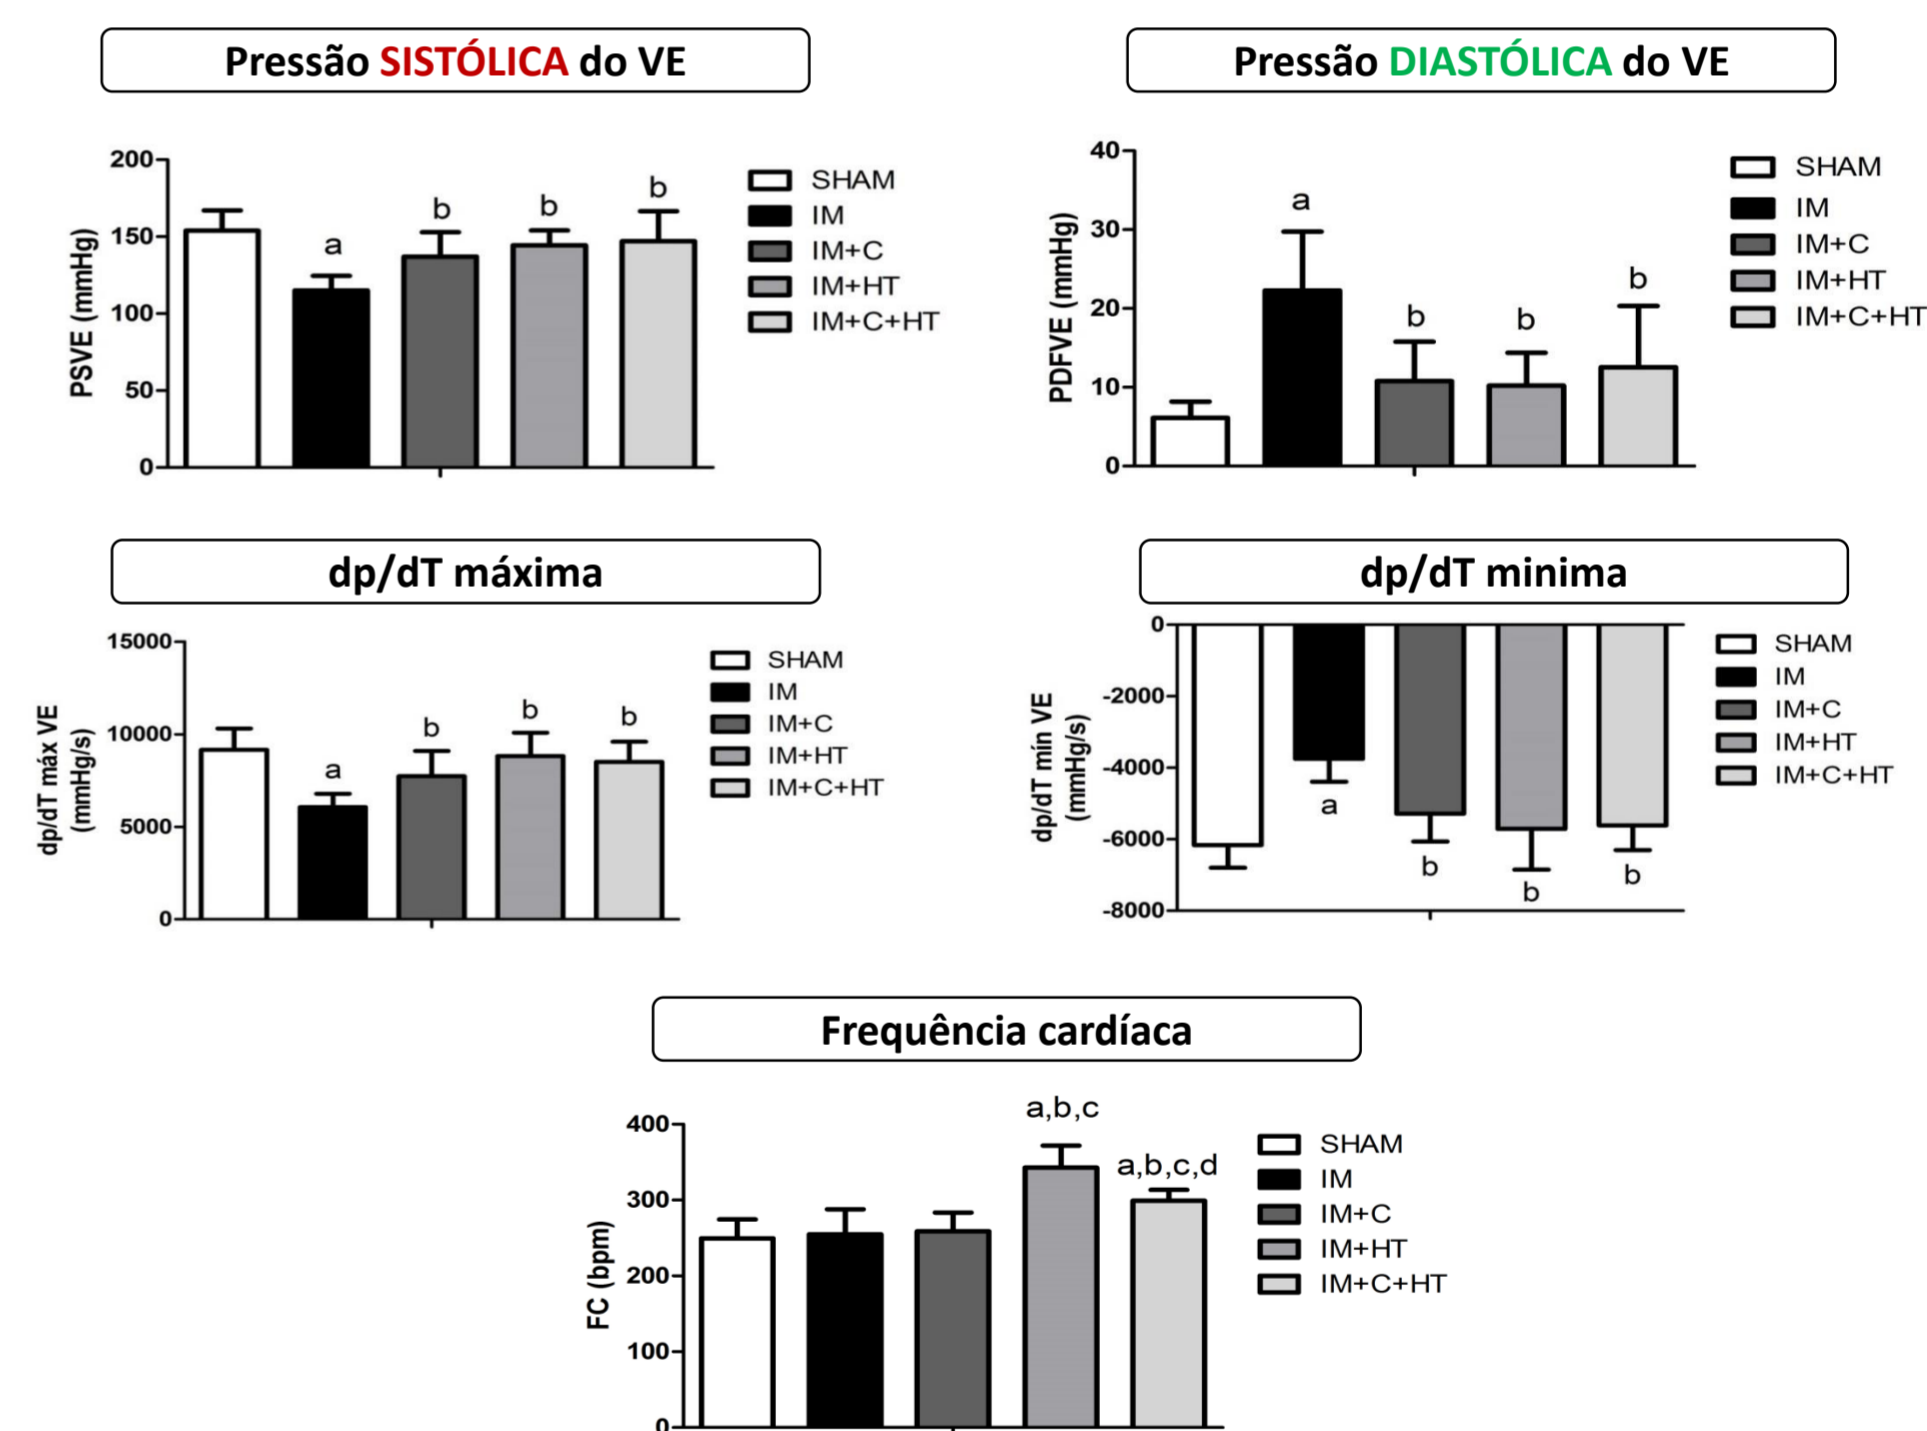 Pressão SISTÓLICA do VE
PSVE (mmHg)
200
150
100
50
0
a
b
b
b
SHAM
IM
IM+C
IM+HT
IM+C+HT
Pressão DIASTÓLICA do VE
PDFVE (mmHg)
40
30
20
10
0
a
b
b
b
SHAM
IM
IM+C
IM+HT
IM+C+HT
dp/dT máxima
dp/dT máx VE
(mmHg/s)
15000
10000
5000
0
a
b
b
b
SHAM
IM
IM+C
IM+HT
IM+C+HT
dp/dT minima
dp/dT mín VE
(mmHg/s)
0
-2000
-4000
-6000
-8000
a
b
b
b
SHAM
IM
IM+C
IM+HT
IM+C+HT
Frequência cardíaca
FC (bpm)
400
300
200
100
0
a,b,c
a,b,c,d
SHAM
IM
IM+C
IM+HT
IM+C+HT